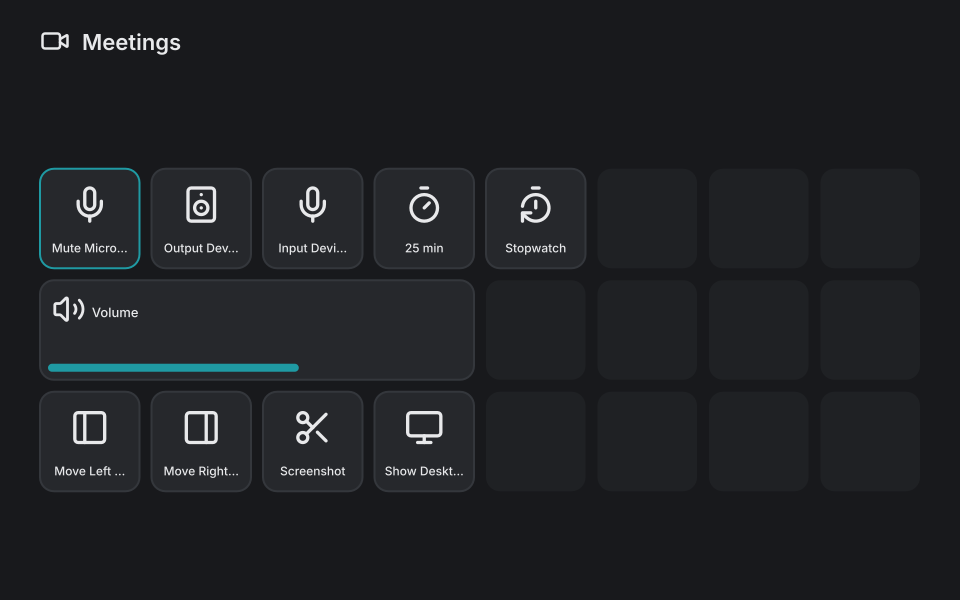 Meetings
Mute Micro...
Output Dev...
Input Devi...
25 min
Stopwatch
Volume
Move Left ...
Move Right...
Screenshot
Show Deskt...